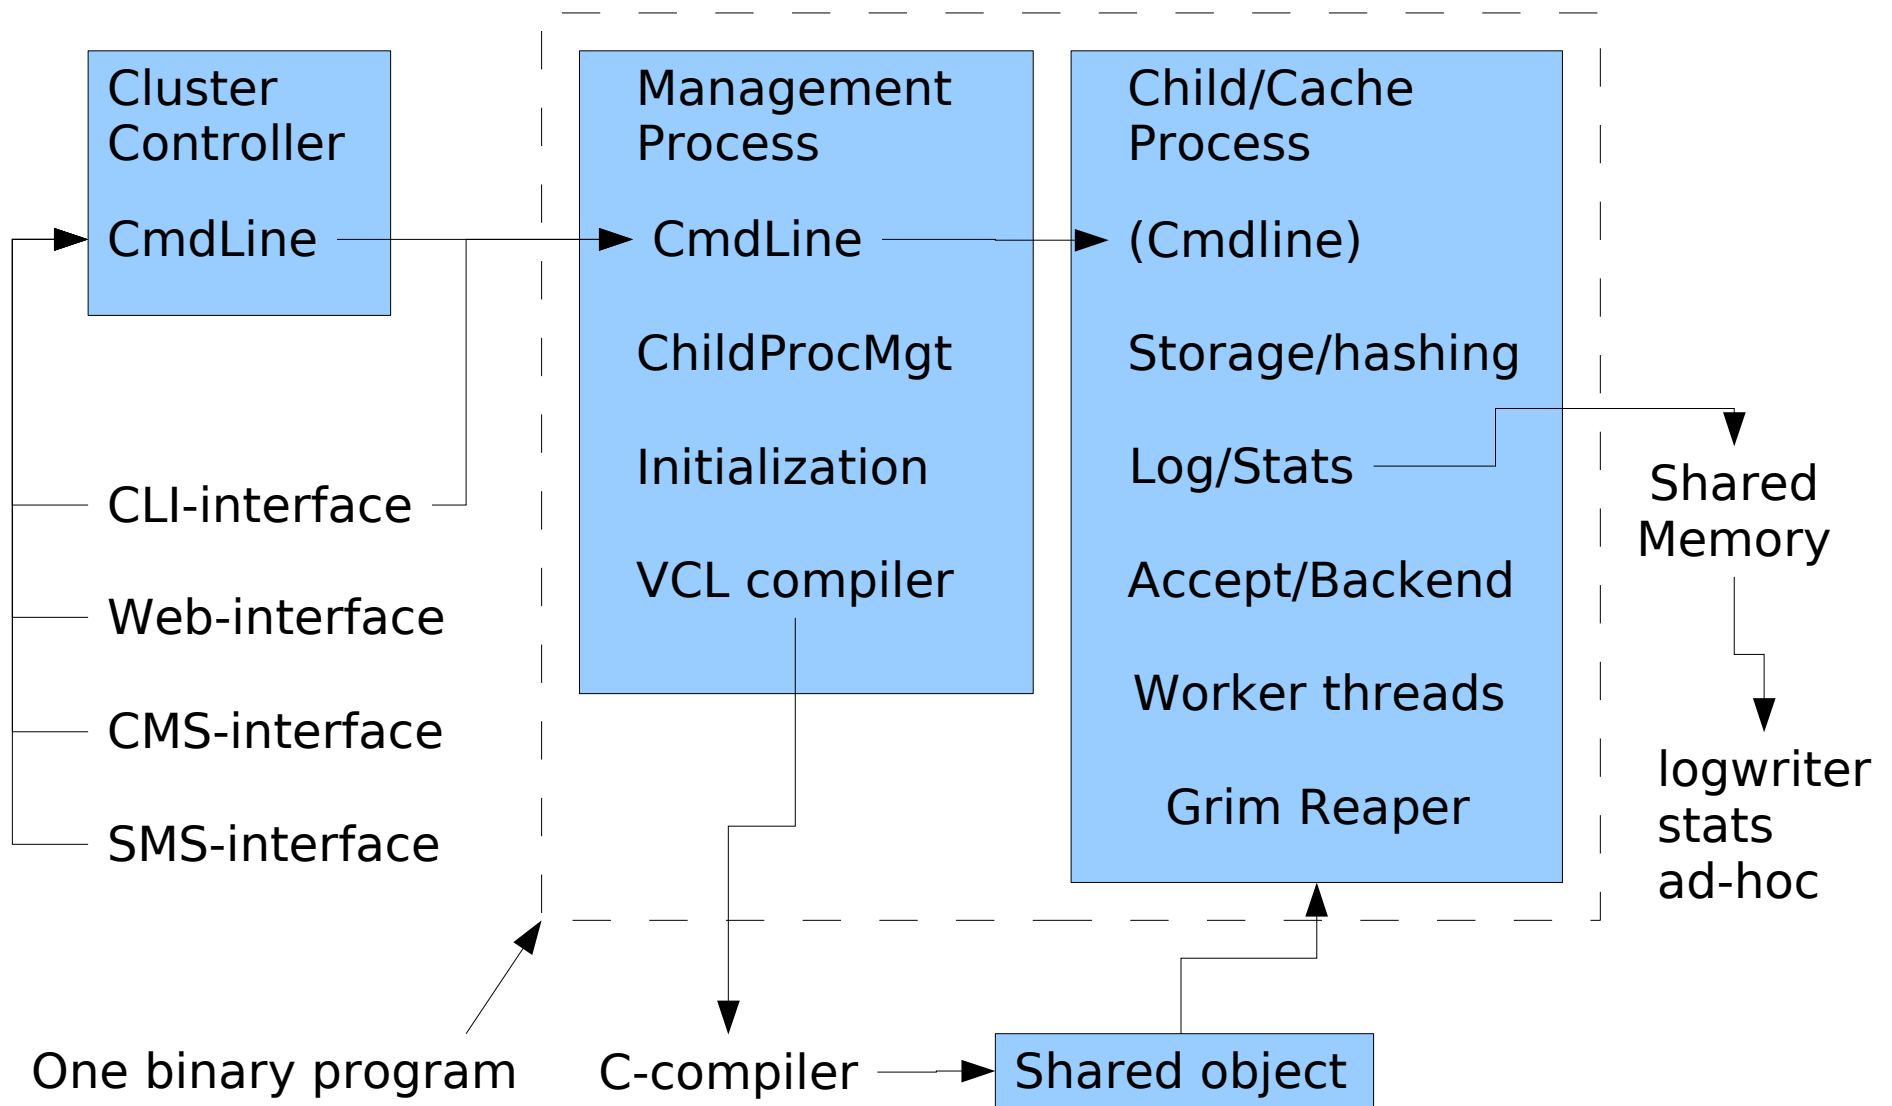 Cluster
Controller
CmdLine
CLI-interface
Web-interface
CMS-interface
SMS-interface
One binary program
Management
Process
CmdLine
ChildProcMgt
Initialization
VCL compiler
C-compiler
Shared object
Child/Cache
Process
(Cmdline)
Storage/hashing
Log/Stats
Accept/Backend
Worker threads
Grim Reaper
Shared
Memory
logwriter
stats
ad-hoc